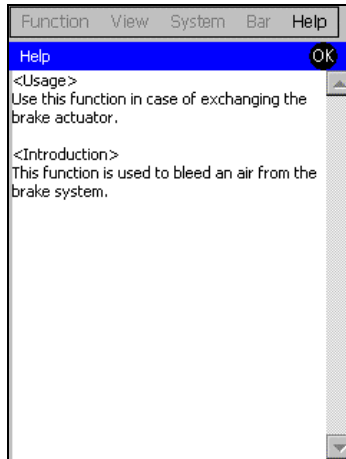 Function View System Bar Help
Help OK
<Usage>
Use this function in case of exchanging the
brake actuator.
<Introduction>
This function is used to bleed an air from the
brake system.